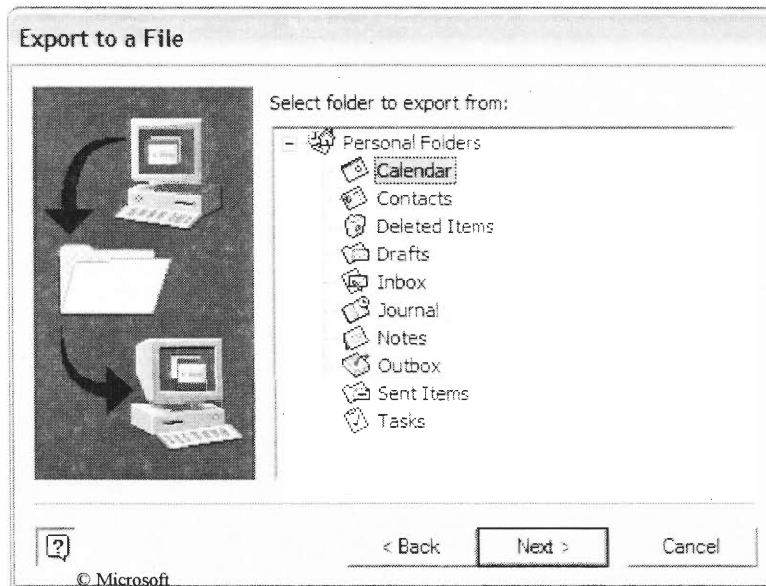 Export to a File
Select folder to export from:
Personal Folders
Calendar
Contacts
Deleted Items
Drafts
Inbox
Journal
Notes
Outbox
Sent Items
Tasks
< Back Next > Cancel
© Microsoft